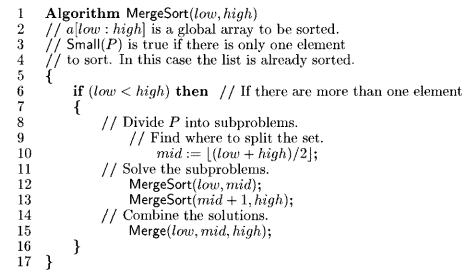 1 Algorithm MergeSort(low, high)
2 // a[low : high] is a global array to be sorted.
3 // Small(P) is true if there is only one element
4 // to sort. In this case the list is already sorted.
5 {
6 if (low < high) then // If there are more than one element
7 {
8 // Divide P into subproblems.
9 // Find where to split the set.
10 mid := ⌊(low + high)/2⌋;
11 // Solve the subproblems.
12 MergeSort(low, mid);
13 MergeSort(mid + 1, high);
14 // Combine the solutions.
15 Merge(low, mid, high);
16 }
17 }